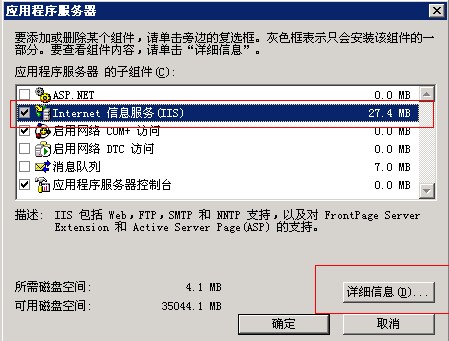 应用程序服务器
要添加或删除某个组件，请单击旁边的复选框。灰色框表示只会安装该组件的一
部分。要查看组件内容，请单击“详细信息”。
应用程序服务器 的子组件(C):
ASP.NET 0.0 MB
Internet 信息服务(IIS) 27.4 MB
启用网络 COM+ 访问 0.0 MB
启用网络 DTC 访问 0.0 MB
消息队列 7.0 MB
应用程序服务器控制台 0.0 MB
描述: IIS 包括 Web，FTP，SMTP 和 NNTP 支持，以及对 FrontPage Server
Extension 和 Active Server Page(ASP) 的支持。
所需磁盘空间: 4.1 MB
可用磁盘空间: 35044.1 MB
详细信息(D)...
确定
取消